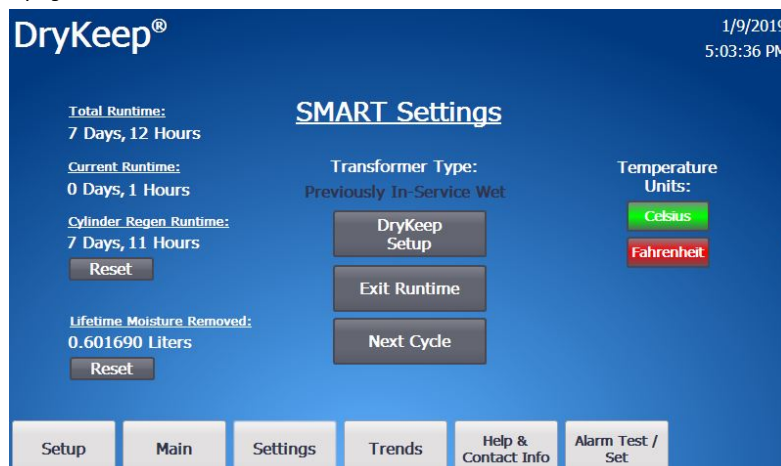 DryKeep®
1/9/2019
5:03:36 PM
SMART Settings
Total Runtime:
7 Days, 12 Hours
Current Runtime:
0 Days, 1 Hours
Cylinder Regen Runtime:
7 Days, 11 Hours
Reset
Lifetime Moisture Removed:
0.601690 Liters
Reset
Transformer Type:
Previously In-Service Wet
DryKeep
Setup
Exit Runtime
Next Cycle
Temperature
Units:
Celsius
Fahrenheit
Setup
Main
Settings
Trends
Help &
Contact Info
Alarm Test /
Set